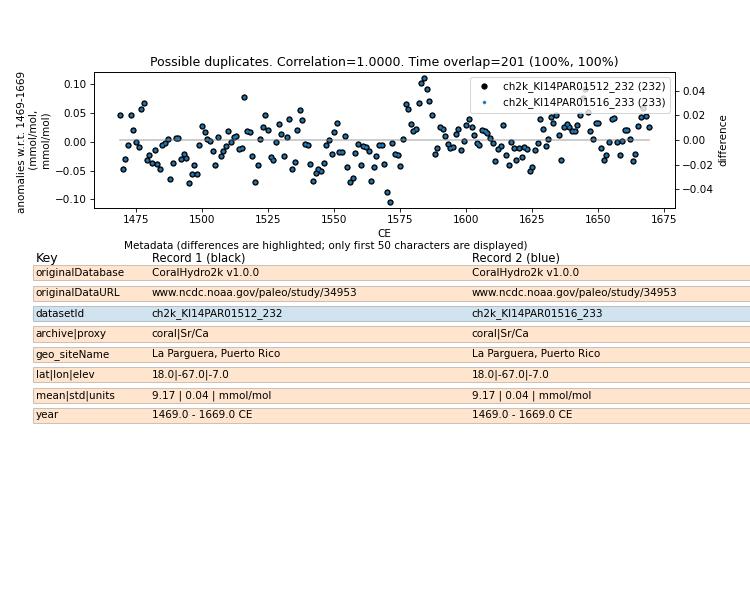 Possible duplicates. Correlation=1.0000. Time overlap=201 (100%, 100%)
anomalies w.r.t. 1469-1669
(mmol/mol,
mmol/mol)
0.10
0.05
0.00
−0.05
−0.10
ch2k_KI14PAR01512_232 (232)
ch2k_KI14PAR01516_233 (233)
0.04
0.02
0.00
−0.02
−0.04
difference
1475 1500 1525 1550 1575 1600 1625 1650 1675
CE
Metadata (differences are highlighted; only first 50 characters are displayed)
Key Record 1 (black) Record 2 (blue)
originalDatabase CoralHydro2k v1.0.0 CoralHydro2k v1.0.0
originalDataURL www.ncdc.noaa.gov/paleo/study/34953 www.ncdc.noaa.gov/paleo/study/34953
datasetId ch2k_KI14PAR01512_232 ch2k_KI14PAR01516_233
archive|proxy coral|Sr/Ca coral|Sr/Ca
geo_siteName La Parguera, Puerto Rico La Parguera, Puerto Rico
lat|lon|elev 18.0|-67.0|-7.0 18.0|-67.0|-7.0
mean|std|units 9.17 | 0.04 | mmol/mol 9.17 | 0.04 | mmol/mol
year 1469.0 - 1669.0 CE 1469.0 - 1669.0 CE